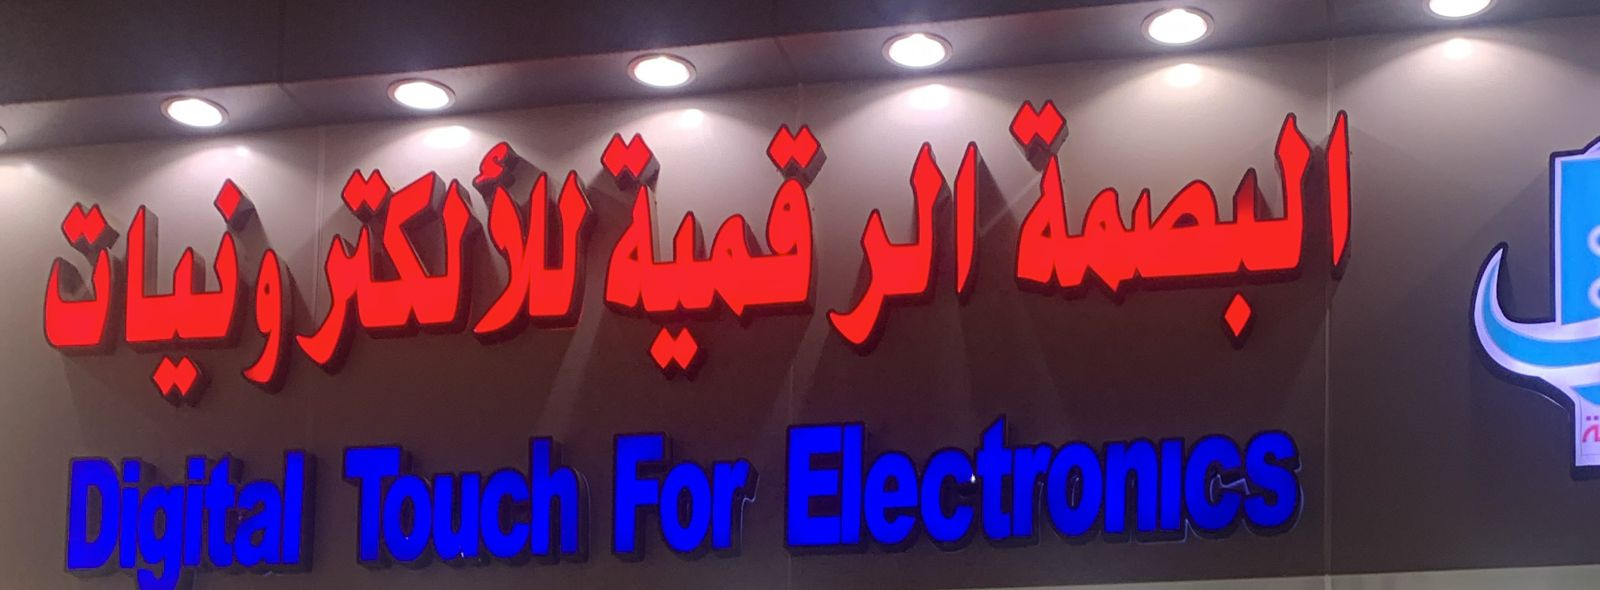 البصمة الرقمية للألكترونيات
Digital Touch For Electronics